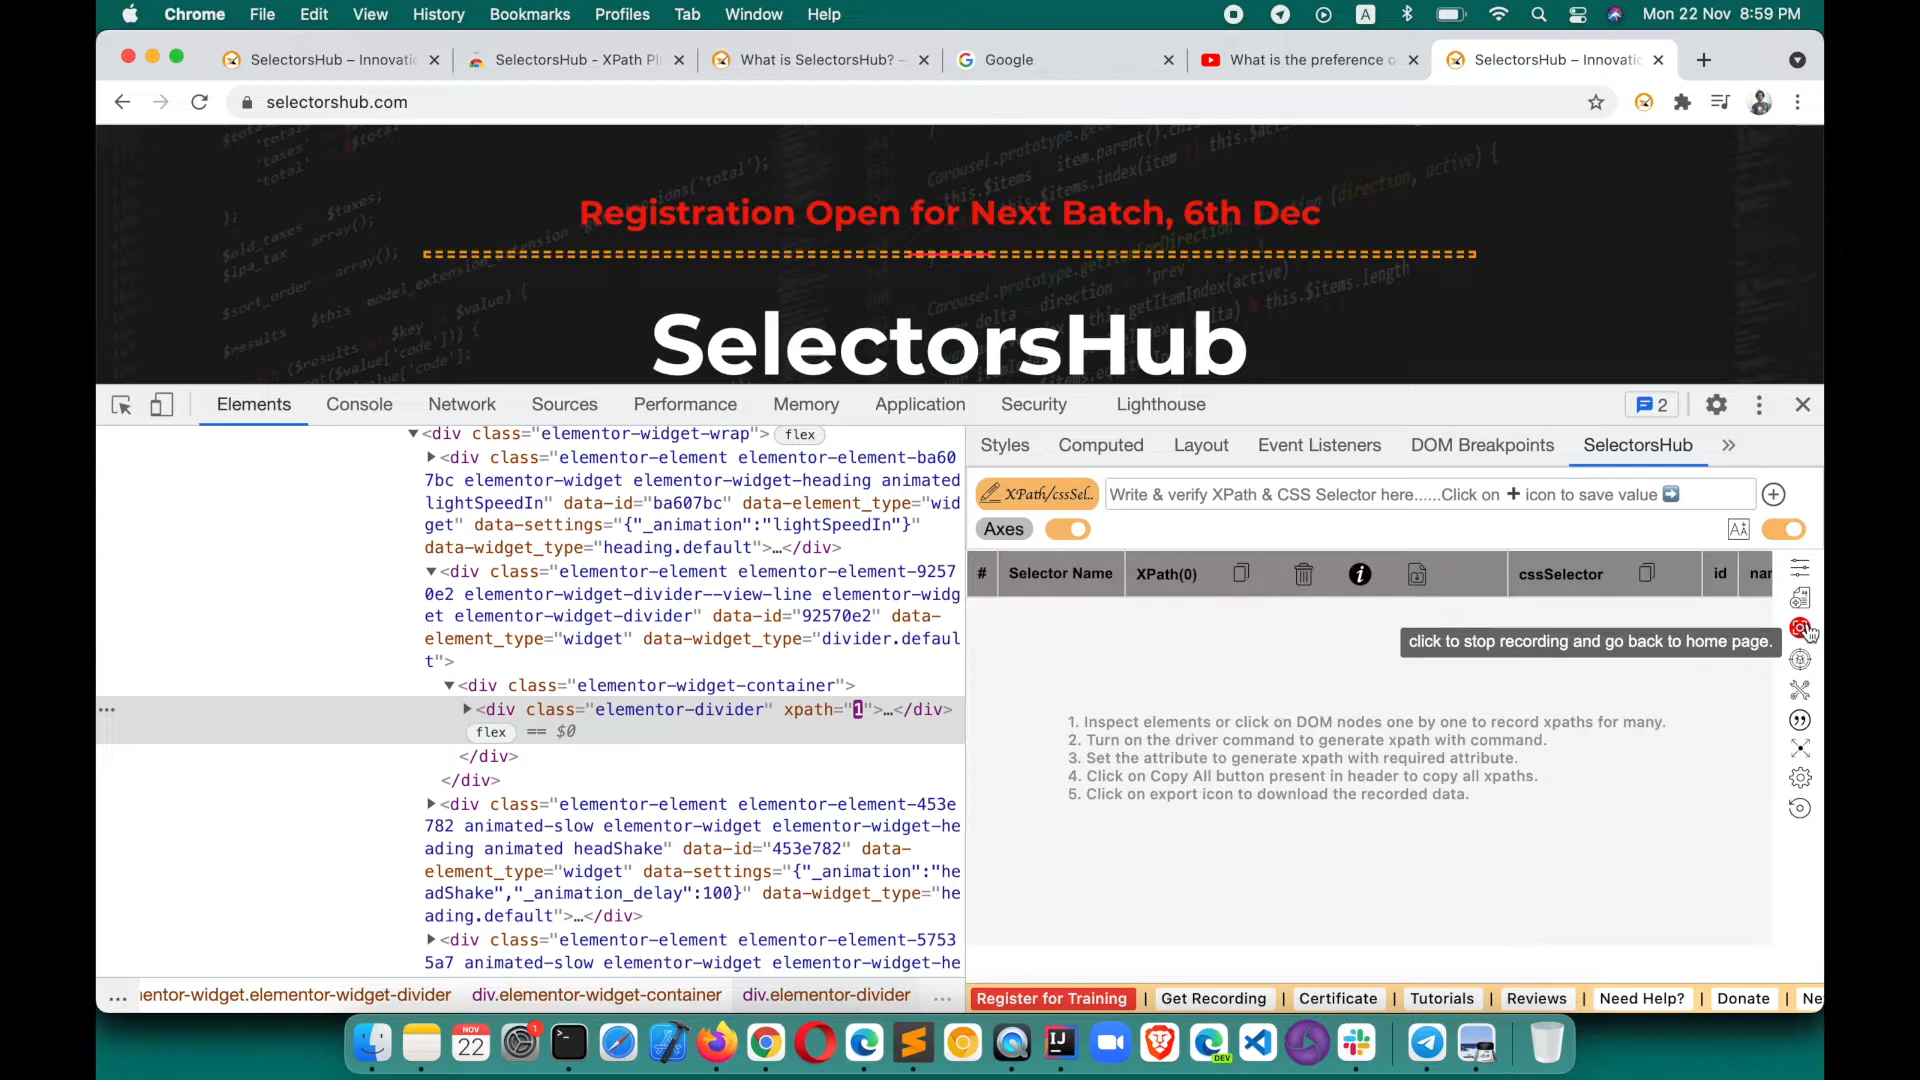 Chrome File Edit View History Bookmarks Profiles Tab Window Help A Mon 22 Nov 8:59 PM
SelectorsHub – Innovatio SelectorsHub - XPath Pl What is SelectorsHub? – Google What is the preference o SelectorsHub – Innovatio
selectorshub.com
Registration Open for Next Batch, 6th Dec
SelectorsHub
Elements Console Network Sources Performance Memory Application Security Lighthouse 2
Styles Computed Layout Event Listeners DOM Breakpoints SelectorsHub »
XPath/cssSel.. Write & verify XPath & CSS Selector here......Click on + icon to save value
Axes
# Selector Name XPath(0) i cssSelector id nam
click to stop recording and go back to home page.
1. Inspect elements or click on DOM nodes one by one to record xpaths for many.
2. Turn on the driver command to generate xpath with command.
3. Set the attribute to generate xpath with required attribute.
4. Click on Copy All button present in header to copy all xpaths.
5. Click on export icon to download the recorded data.
<div class="elementor-widget-wrap"> flex
<div class="elementor-element elementor-element-ba60
7bc elementor-widget elementor-widget-heading animated
lightSpeedIn" data-id="ba607bc" data-element_type="wid
get" data-settings="{"_animation":"lightSpeedIn"}"
data-widget_type="heading.default">…</div>
<div class="elementor-element elementor-element-9257
0e2 elementor-widget-divider--view-line elementor-widg
et elementor-widget-divider" data-id="92570e2" data-
element_type="widget" data-widget_type="divider.defaul
t">
<div class="elementor-widget-container">
<div class="elementor-divider" xpath="1">…</div>
flex == $0
</div>
</div>
<div class="elementor-element elementor-element-453e
782 animated-slow elementor-widget elementor-widget-he
ading animated headShake" data-id="453e782" data-
element_type="widget" data-settings="{"_animation":"he
adShake","_animation_delay":100}" data-widget_type="he
ading.default">…</div>
<div class="elementor-element elementor-element-5753
5a7 animated-slow elementor-widget elementor-widget-he
… nentor-widget.elementor-widget-divider div.elementor-widget-container div.elementor-divider …
Register for Training | Get Recording | Certificate | Tutorials | Reviews | Need Help? | Donate | Ne
NOV
22 1 IJ DEV